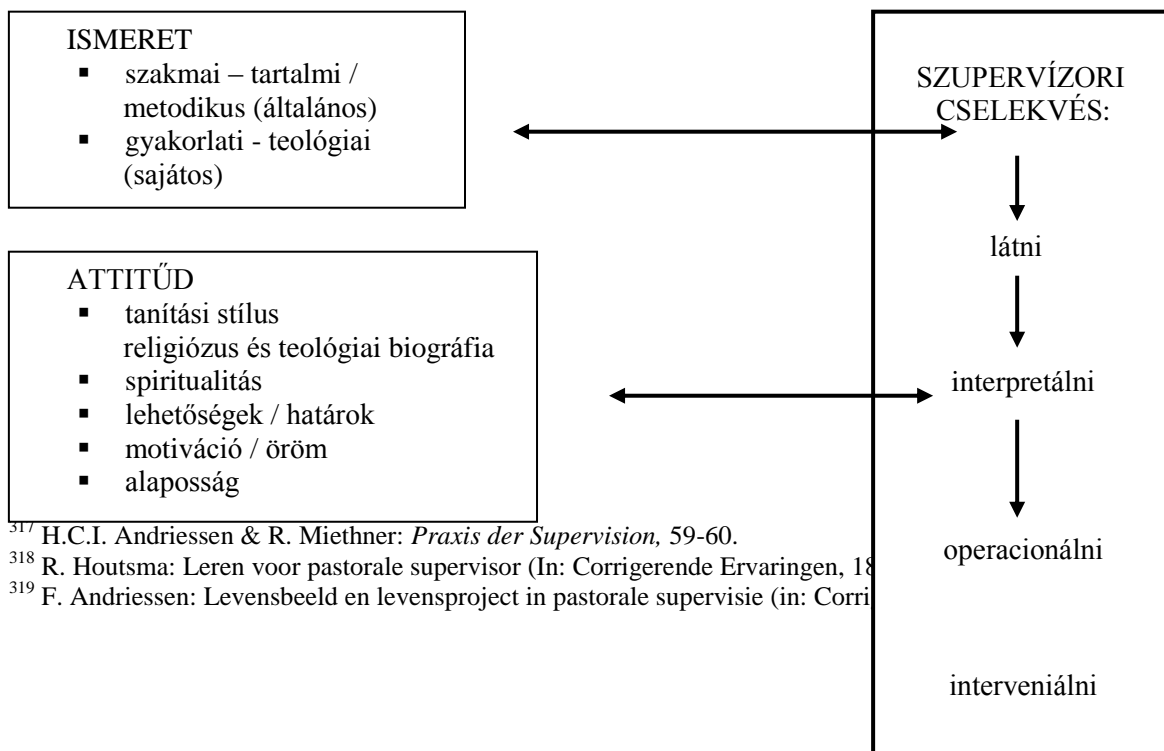 ISMERET
▪ szakmai – tartalmi /
metodikus (általános)
▪ gyakorlati - teológiai
(sajátos)
ATTITŰD
▪ tanítási stílus
religiózus és teológiai biográfia
▪ spiritualitás
▪ lehetőségek / határok
▪ motiváció / öröm
▪ alaposság
SZUPERVÍZORI
CSELEKVÉS:
látni
interpretálni
operacionálni
interveniálni
317 H.C.I. Andriessen & R. Miethner: Praxis der Supervision, 59-60.
318 R. Houtsma: Leren voor pastorale supervisor (In: Corrigerende Ervaringen,
319 F. Andriessen: Levensbeeld en levensproject in pastorale supervisie (in: